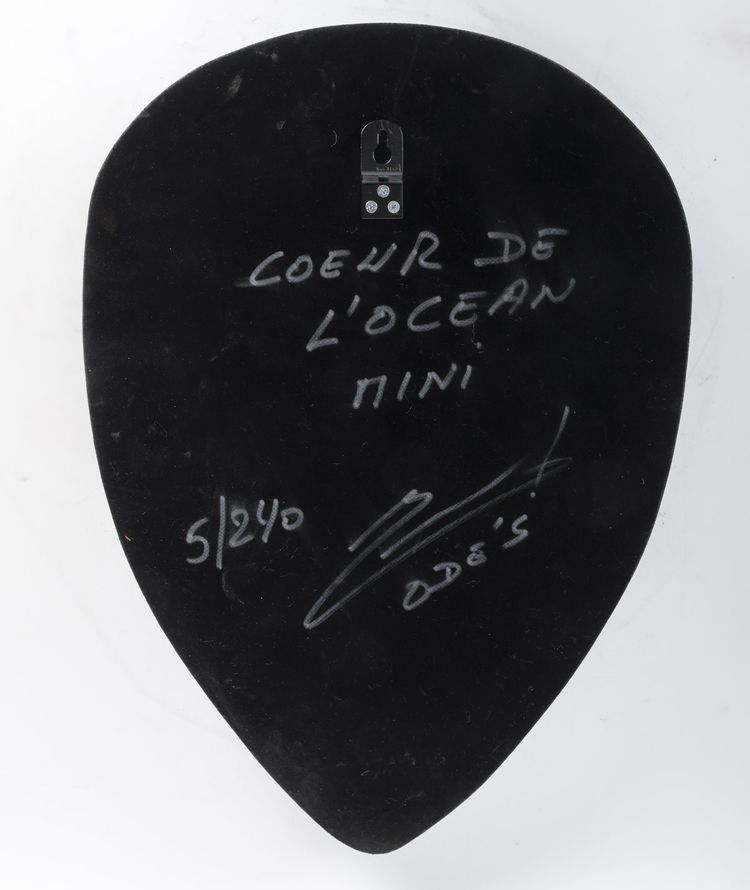 COEUR DE
L'OCEAN
MINI
5/240
ODE'S